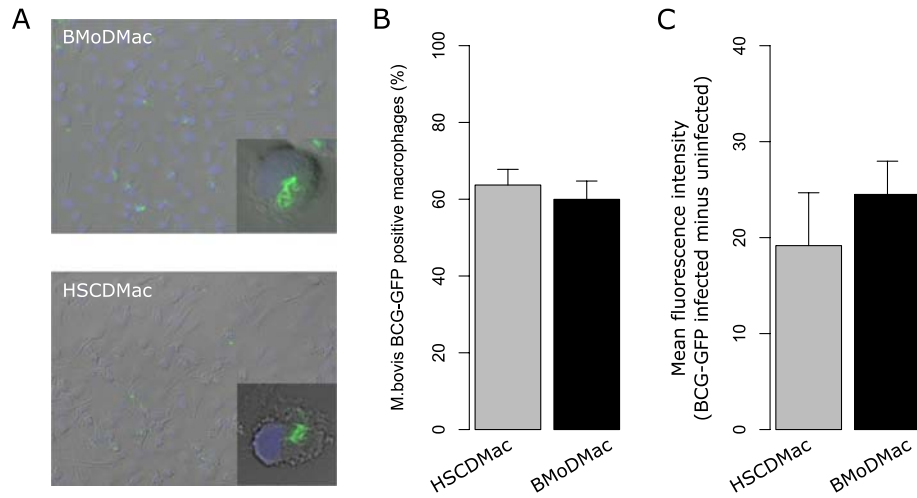 A
BMoDMac
HSCDMac
B
M.bovis BCG-GFP positive macrophages (%)
0
20
40
60
80
100
HSCDMac
BMoDMac
C
Mean fluorescence intensity
(BCG-GFP infected minus uninfected)
0
10
20
30
40
HSCDMac
BMoDMac